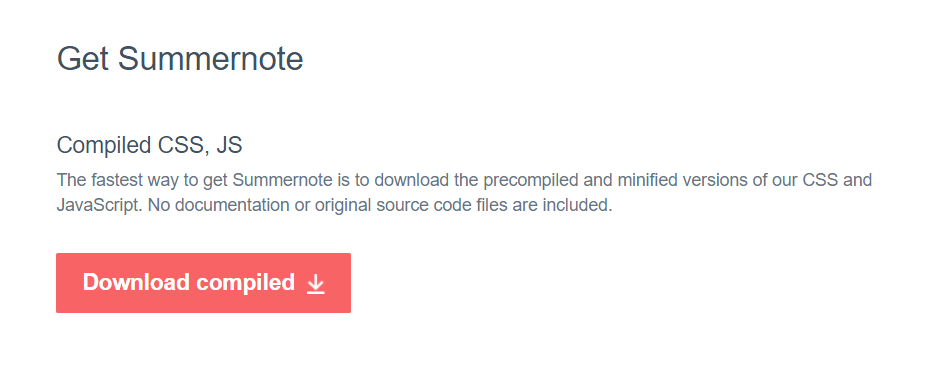 Get Summernote
Compiled CSS, JS
The fastest way to get Summernote is to download the precompiled and minified versions of our CSS and
JavaScript. No documentation or original source code files are included.
Download compiled